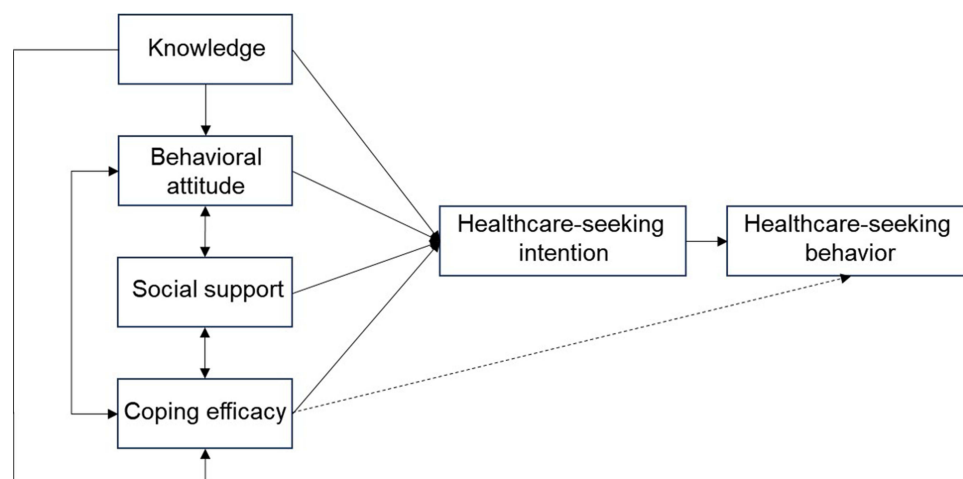 Knowledge
Behavioral
attitude
Social support
Coping efficacy
Healthcare-seeking
intention
Healthcare-seeking
behavior